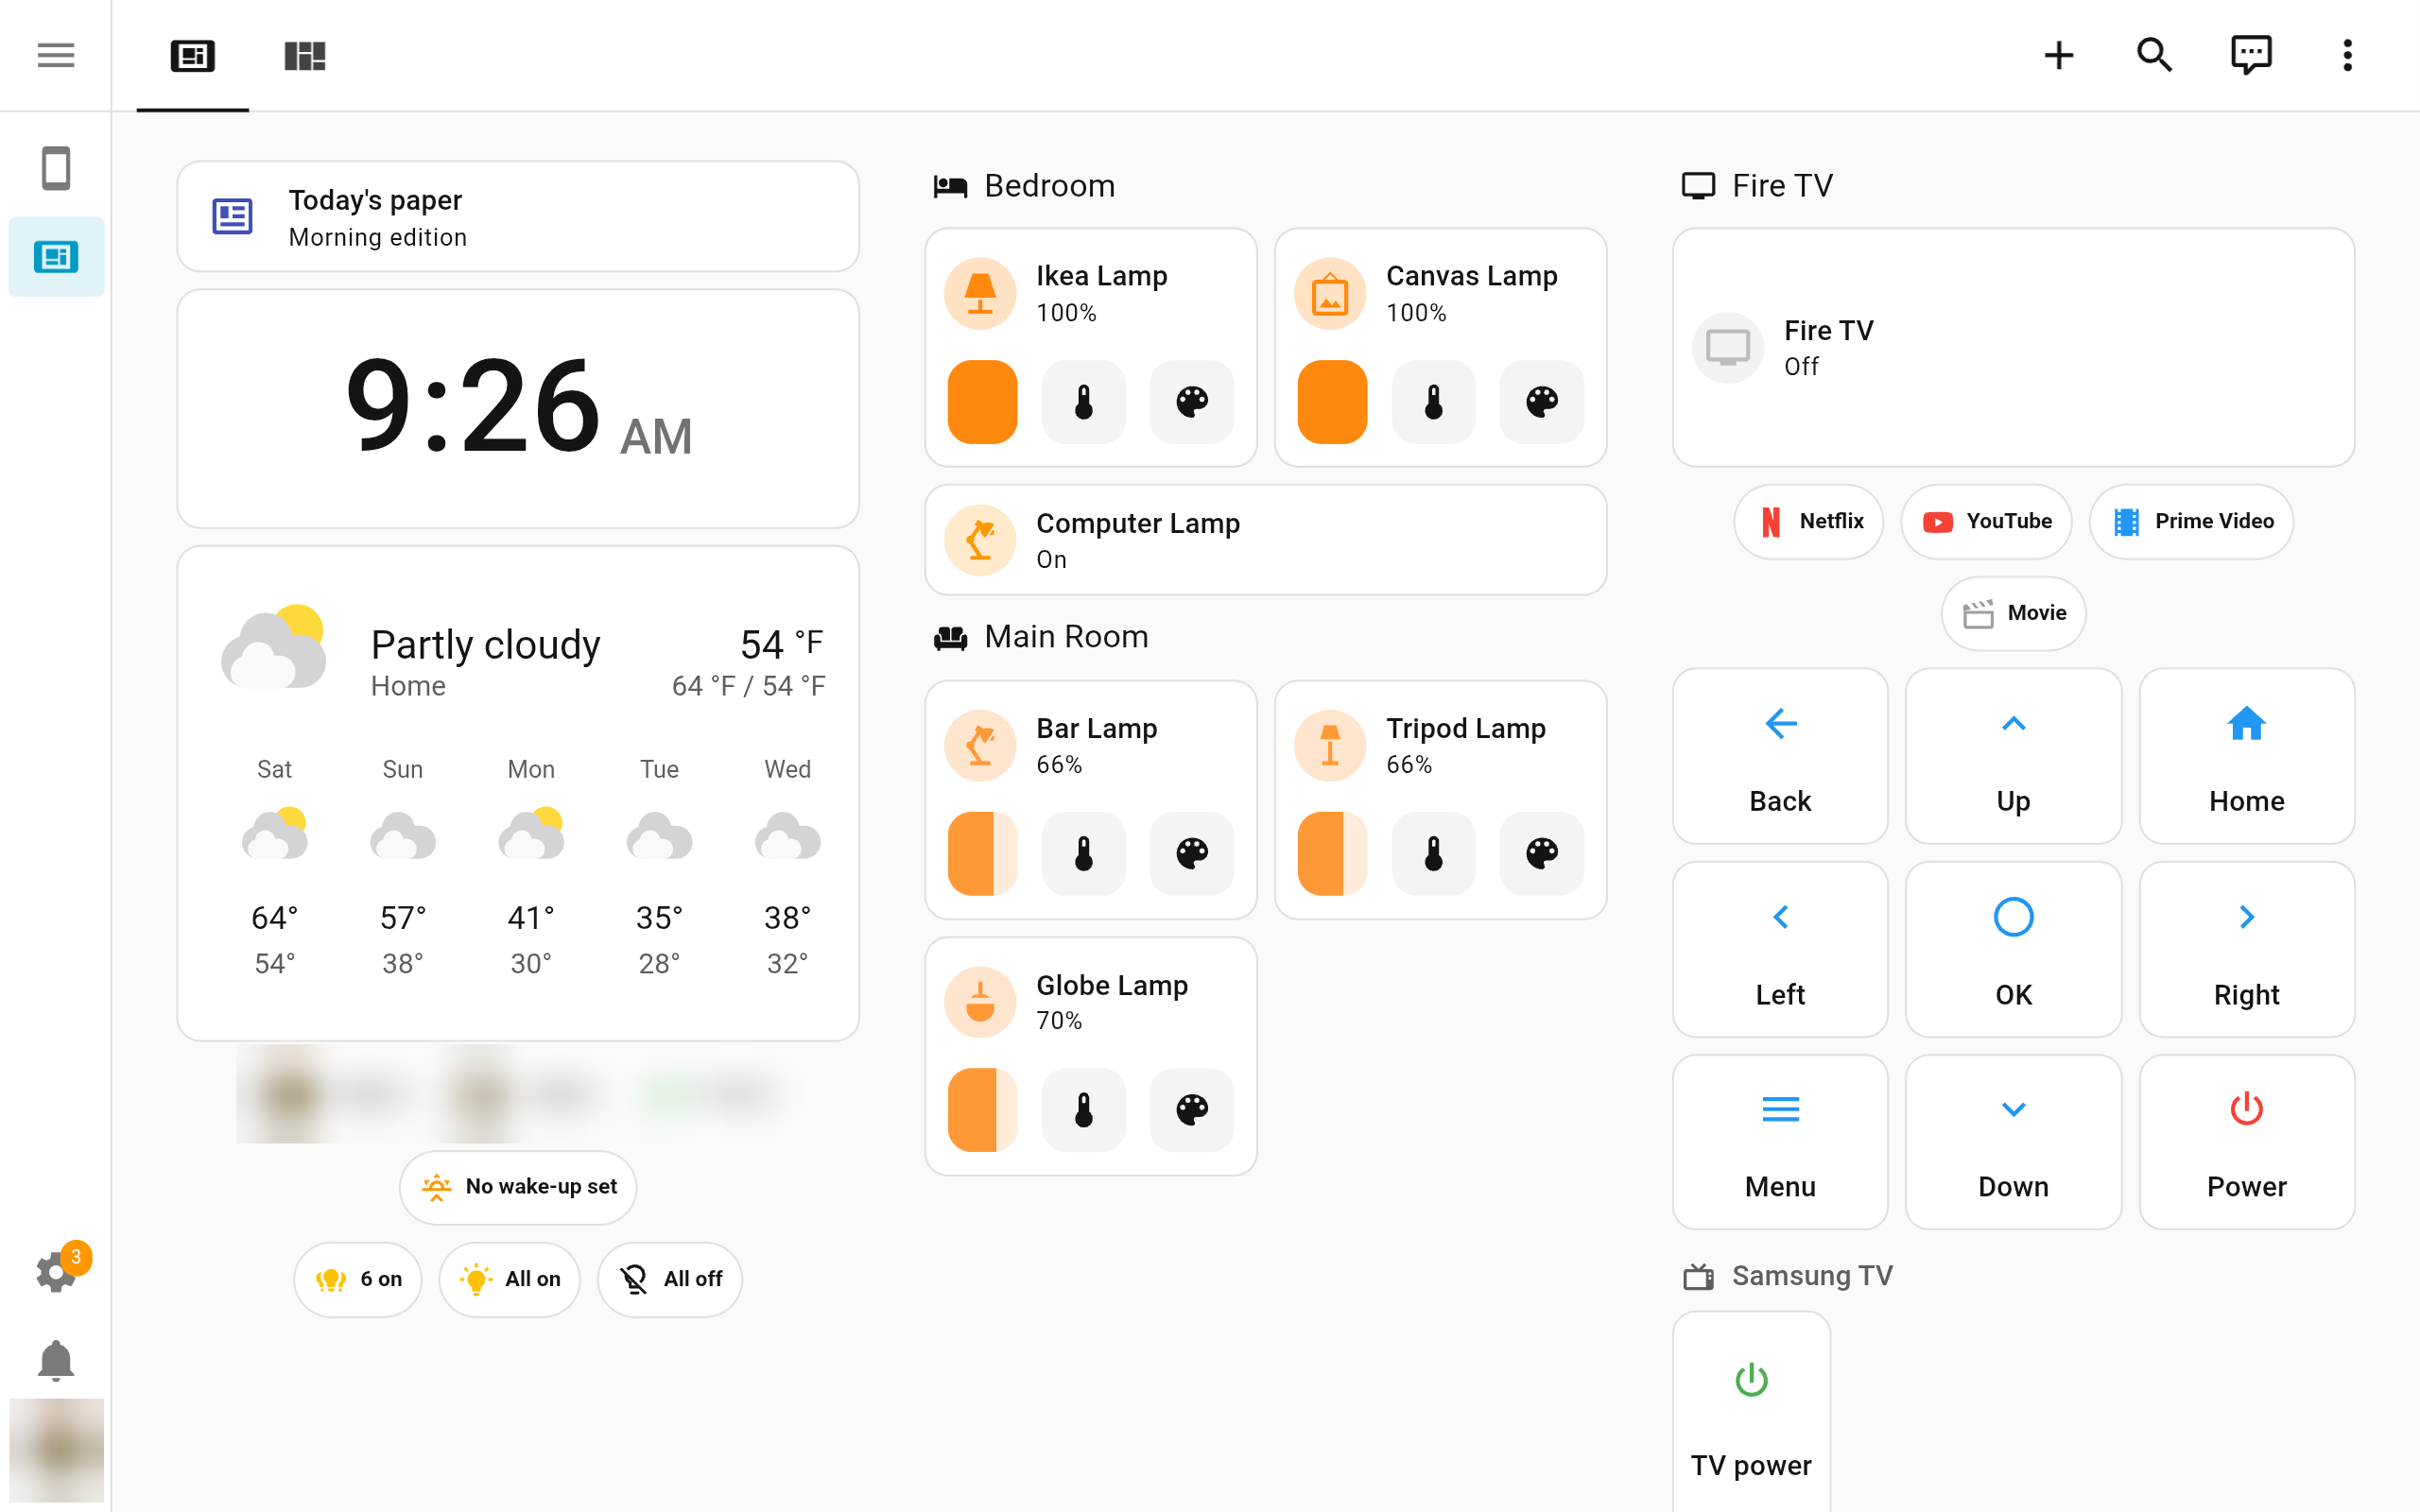 Today's paper
Morning edition
9:26 AM
Partly cloudy
Home
54 °F
64 °F / 54 °F
Sat Sun Mon Tue Wed
64° 57° 41° 35° 38°
54° 38° 30° 28° 32°
No wake-up set
6 on All on All off
3
Bedroom
Ikea Lamp
100%
Canvas Lamp
100%
Computer Lamp
On
Main Room
Bar Lamp
66%
Tripod Lamp
66%
Globe Lamp
70%
Fire TV
Fire TV
Off
Netflix YouTube Prime Video
Movie
Back Up Home
Left OK Right
Menu Down Power
Samsung TV
TV power